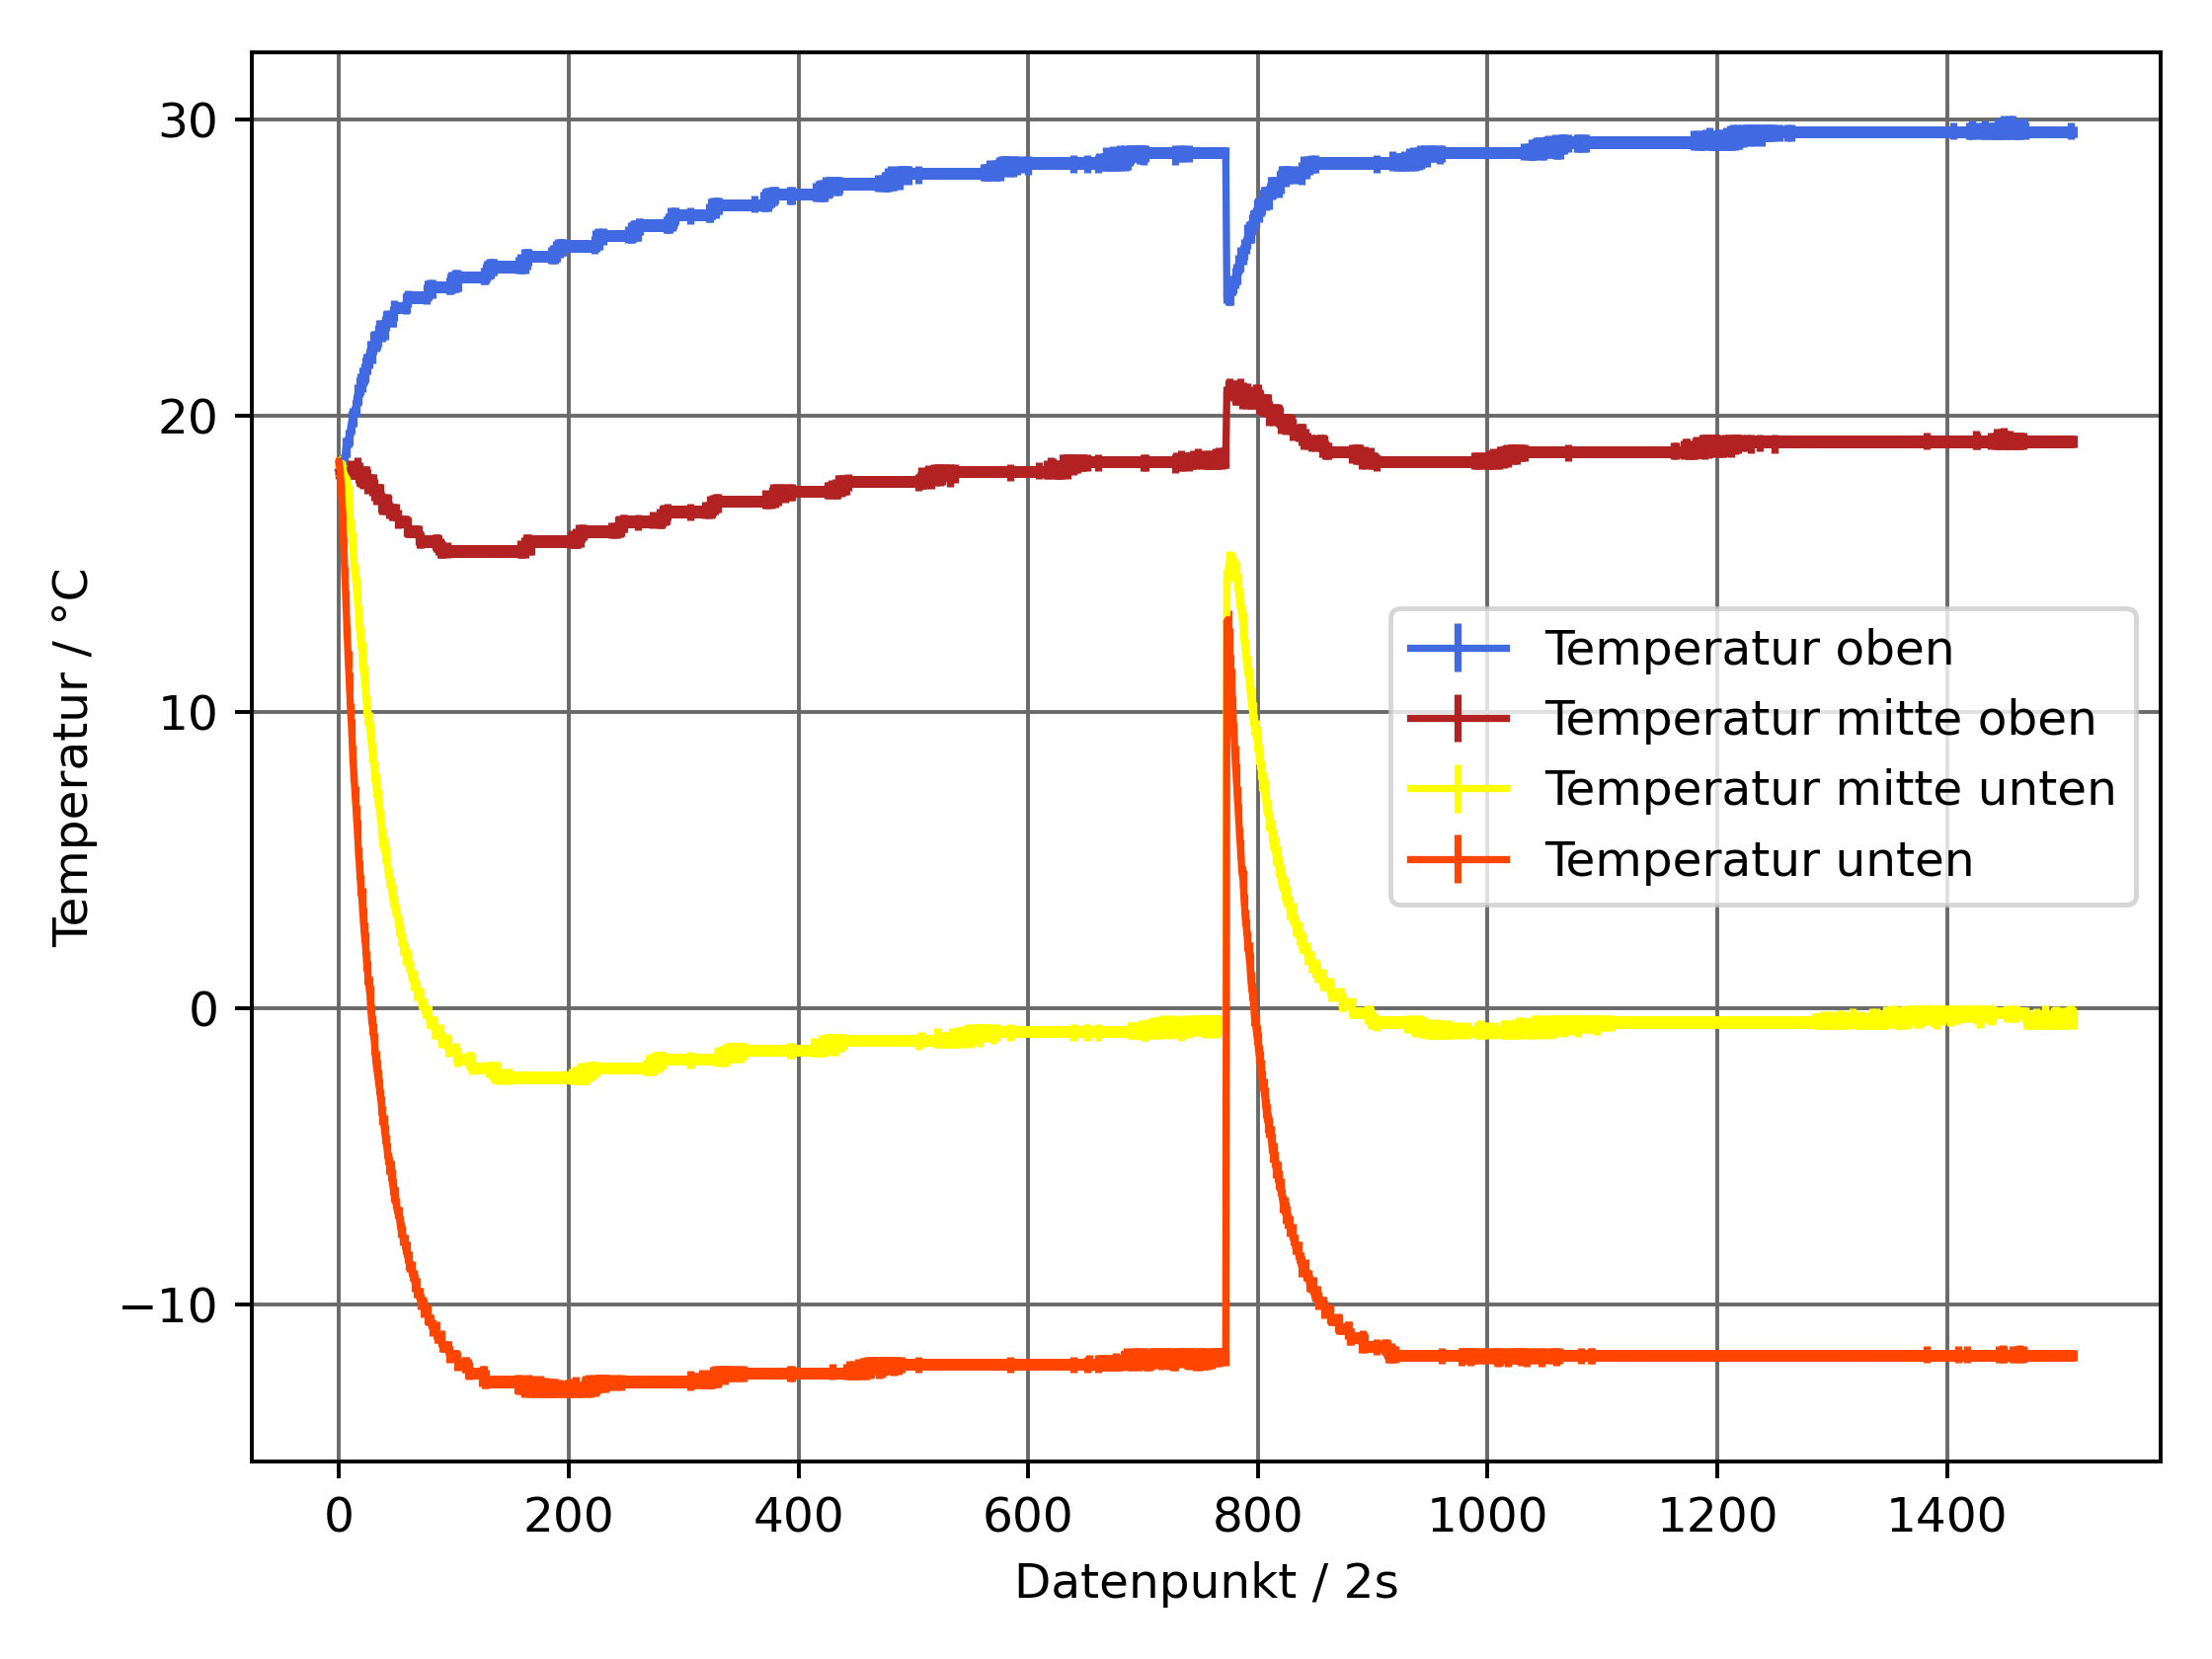 30
20
10
0
−10
Temperatur / °C
Temperatur oben
Temperatur mitte oben
Temperatur mitte unten
Temperatur unten
0 200 400 600 800 1000 1200 1400
Datenpunkt / 2s